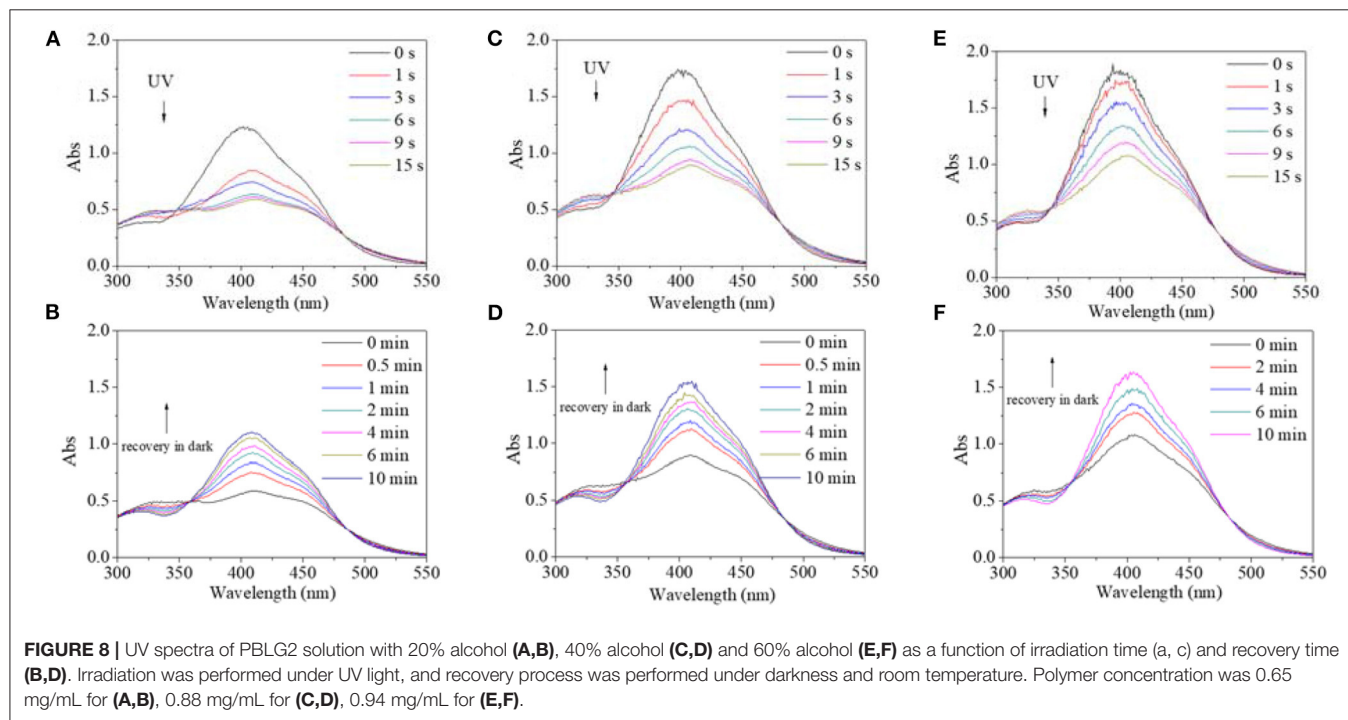 A
2.0
1.5
1.0
0.5
0.0
Abs
UV
0 s
1 s
3 s
6 s
9 s
15 s
300 350 400 450 500 550
Wavelength (nm)
C
2.0
1.5
1.0
0.5
0.0
Abs
UV
0 s
1 s
3 s
6 s
9 s
15 s
300 350 400 450 500 550
Wavelength (nm)
E
2.0
1.5
1.0
0.5
0.0
Abs
UV
0 s
1 s
3 s
6 s
9 s
15 s
300 350 400 450 500 550
Wavelength (nm)
B
2.0
1.5
1.0
0.5
0.0
Abs
recovery in dark
0 min
0.5 min
1 min
2 min
4 min
6 min
10 min
300 350 400 450 500 550
Wavelength (nm)
D
2.0
1.5
1.0
0.5
0.0
Abs
recovery in dark
0 min
0.5 min
1 min
2 min
4 min
6 min
10 min
300 350 400 450 500 550
Wavelength (nm)
F
2.0
1.5
1.0
0.5
0.0
Abs
recovery in dark
0 min
2 min
4 min
6 min
10 min
300 350 400 450 500 550
Wavelength (nm)
FIGURE 8 | UV spectra of PBLG2 solution with 20% alcohol (A,B), 40% alcohol (C,D) and 60% alcohol (E,F) as a function of irradiation time (a, c) and recovery time
(B,D). Irradiation was performed under UV light, and recovery process was performed under darkness and room temperature. Polymer concentration was 0.65
mg/mL for (A,B), 0.88 mg/mL for (C,D), 0.94 mg/mL for (E,F).